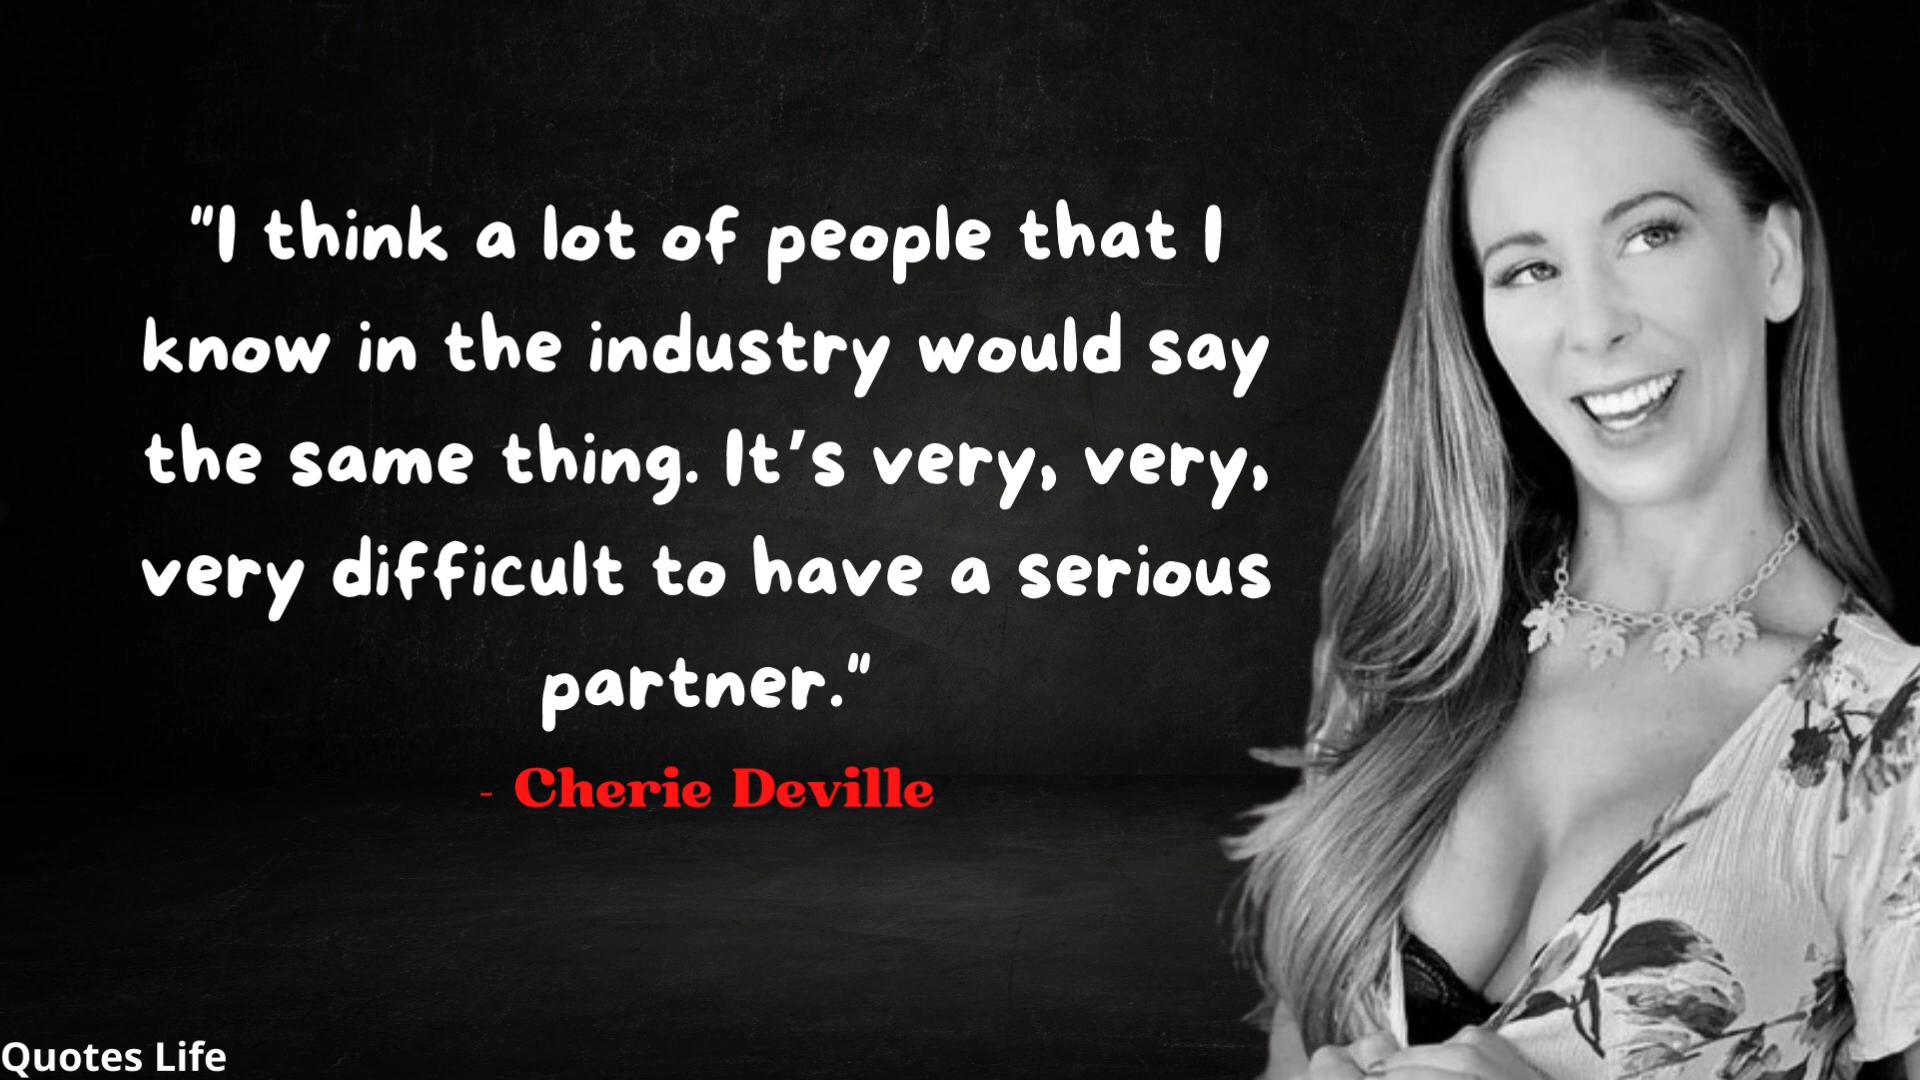 "I think a lot of people that I
know in the industry would say
the same thing. It's very, very,
very difficult to have a serious
partner."
- Cherie Deville
Quotes Life